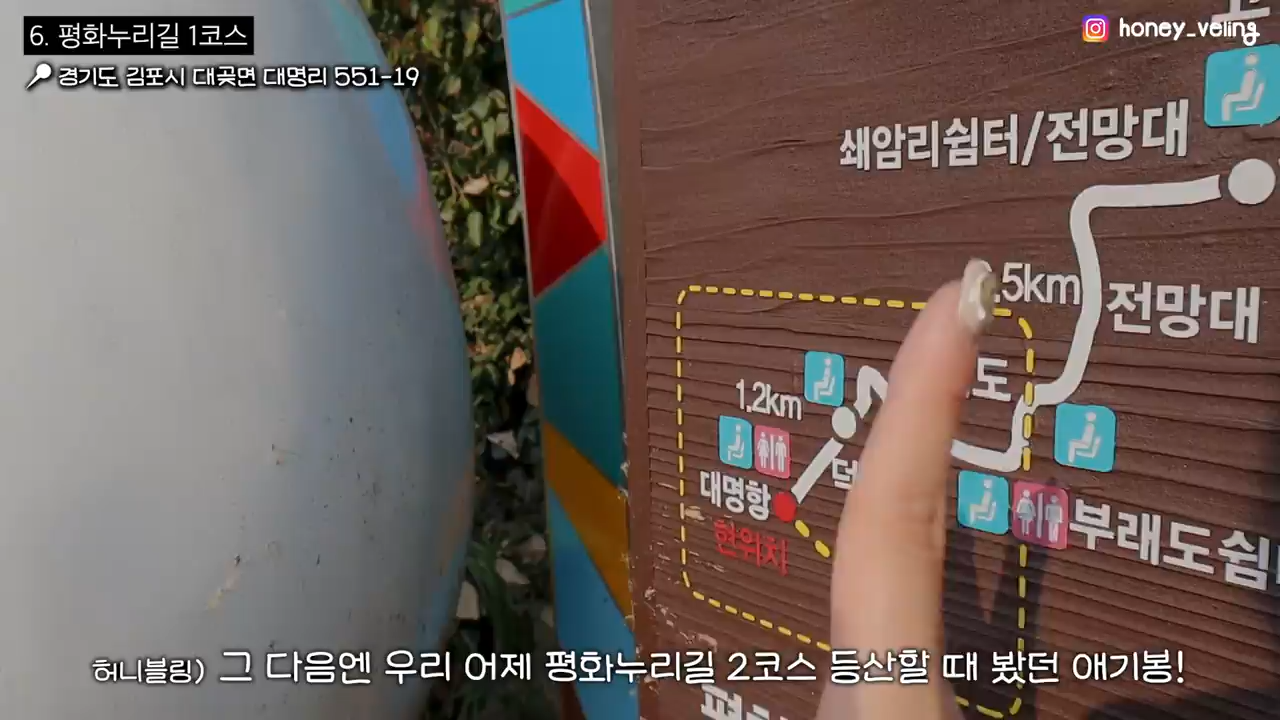 6. 평화누리길 1코스
경기도 김포시 대곶면 대명리 551-19
honey_veling
쇄암리쉼터/전망대
.5km
전망대
도
1.2km
대명항
현위치
덕
부래도쉼
허니블링) 그 다음엔 우리 어제 평화누리길 2코스 등산할 때 봤던 애기봉!